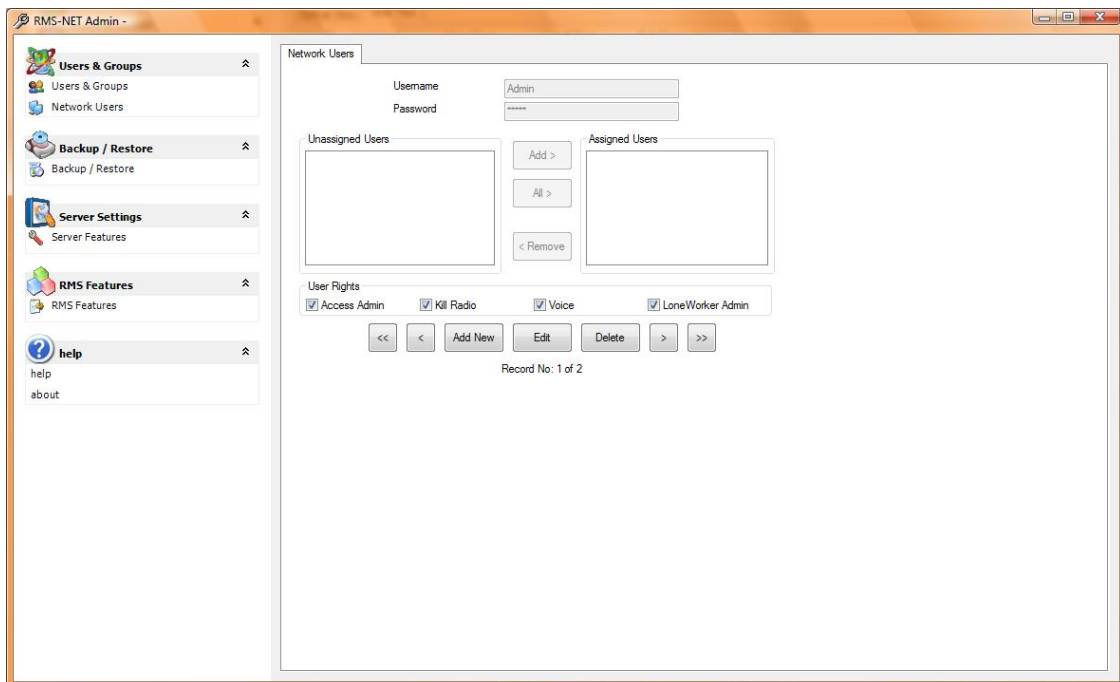 RMS-NET Admin -
Users & Groups
Users & Groups
Network Users
Backup / Restore
Backup / Restore
Server Settings
Server Features
RMS Features
RMS Features
help
help
about
Network Users
Username
Admin
Password
*****
Unassigned Users
Add >
All >
< Remove
Assigned Users
User Rights
Access Admin Kill Radio Voice LoneWorker Admin
<< < Add New Edit Delete > >>
Record No: 1 of 2